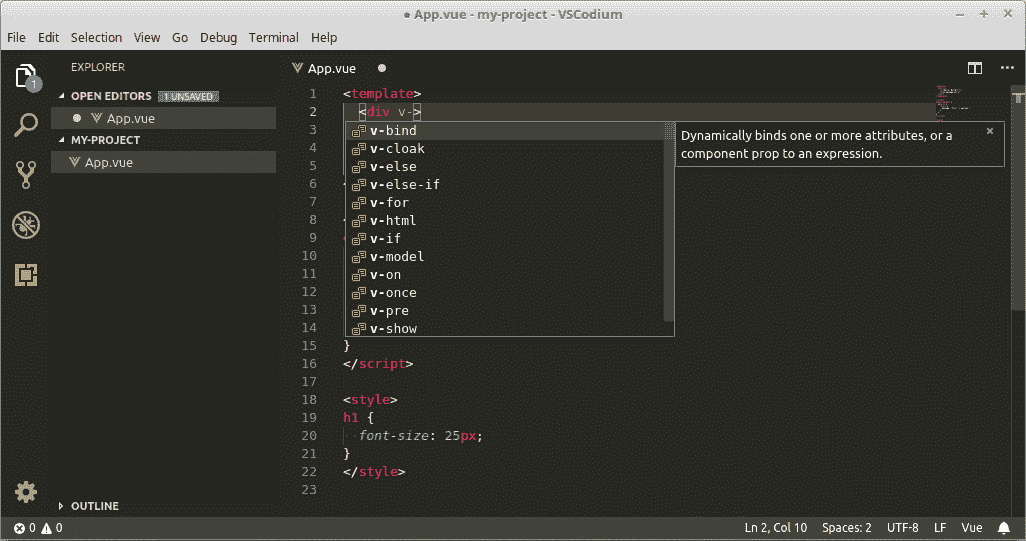 App.vue - my-project - VSCodium
File Edit Selection View Go Debug Terminal Help
EXPLORER
1
OPEN EDITORS 1 UNSAVED
App.vue
MY-PROJECT
App.vue
OUTLINE
App.vue
1 <template>
2 <div v->
3
4
5
6 <
7
8 <
9 <
10
11
12
13
14
15 }
16 </script>
17
18 <style>
19 h1 {
20 font-size: 25px;
21 }
22 </style>
23
v-bind
v-cloak
v-else
v-else-if
v-for
v-html
v-if
v-model
v-on
v-once
v-pre
v-show
Dynamically binds one or more attributes, or a
component prop to an expression.
0 0 Ln 2, Col 10 Spaces: 2 UTF-8 LF Vue